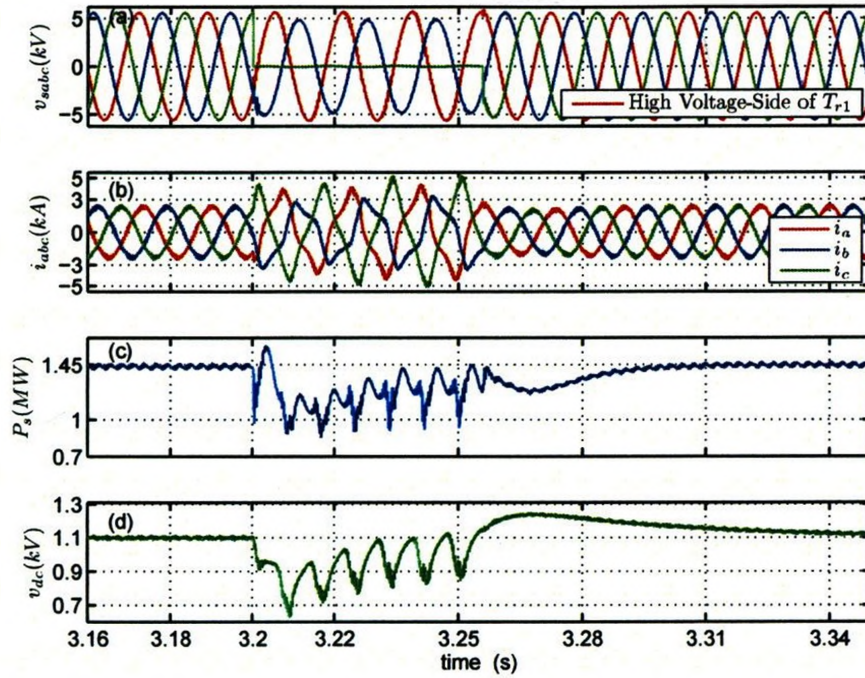 (a)
v_sabc(kV)
5
0
−5
High Voltage-Side of T_r1
(b)
i_abc(kA)
5
3
0
−3
−5
i_a
i_b
i_c
(c)
P_s(MW)
1.45
1
0.7
(d)
v_dc(kV)
1.3
1.1
0.9
0.7
3.16 3.18 3.2 3.22 3.25 3.28 3.31 3.34
time (s)